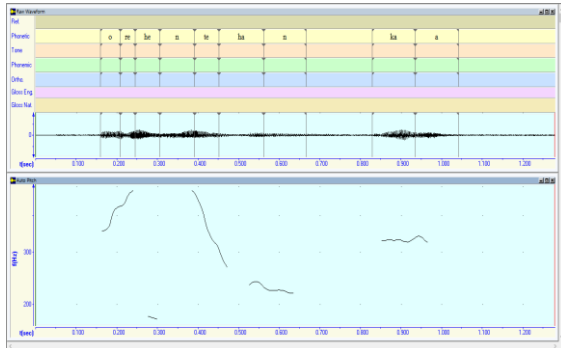 Raw Waveform
Ref
Phonetic o re he n te ha n ka a
Tone
Phonemic
Ortho
Gloss Eng.
Gloss Nat.
0
t(sec) 0.100 0.200 0.300 0.400 0.500 0.600 0.700 0.800 0.900 1.000 1.100 1.200
Auto Pitch
300
200
t(sec) 0.100 0.200 0.300 0.400 0.500 0.600 0.700 0.800 0.900 1.000 1.100 1.200